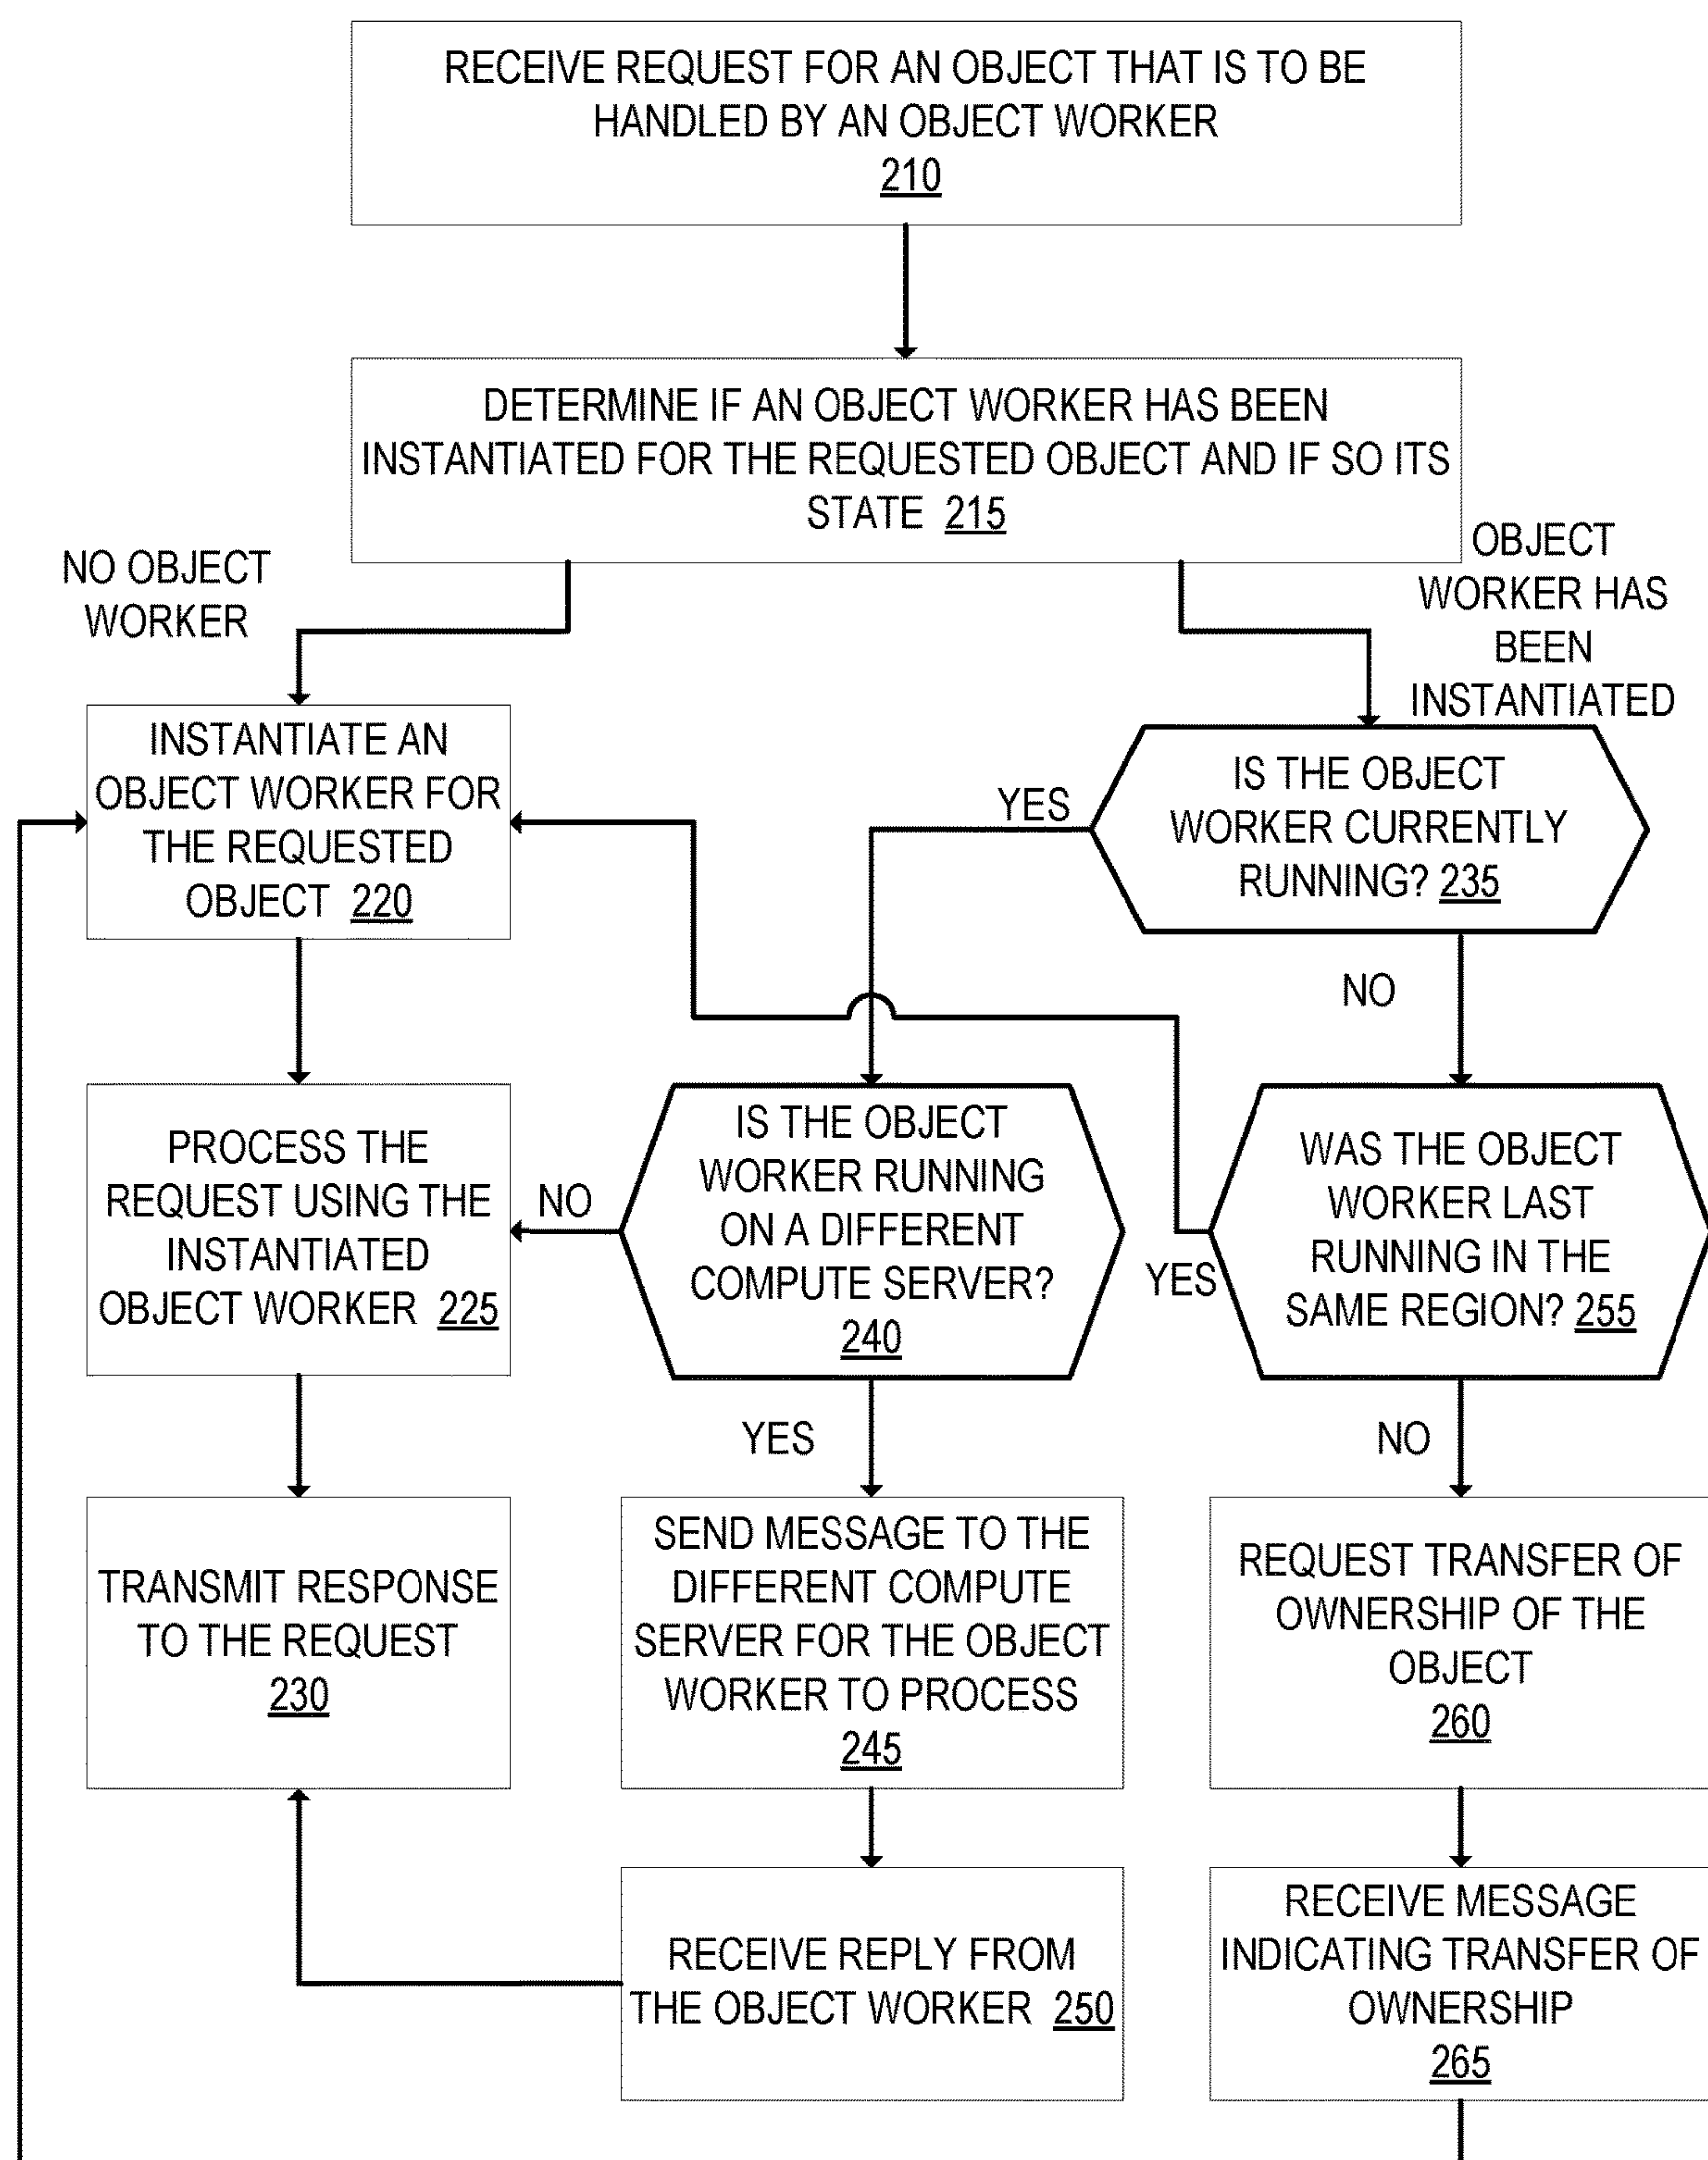 RECEIVE REQUEST FOR AN OBJECT THAT IS TO BE
HANDLED BY AN OBJECT WORKER
210
DETERMINE IF AN OBJECT WORKER HAS BEEN
INSTANTIATED FOR THE REQUESTED OBJECT AND IF SO ITS
STATE 215
NO OBJECT
WORKER
OBJECT
WORKER HAS
BEEN
INSTANTIATED
INSTANTIATE AN
OBJECT WORKER FOR
THE REQUESTED
OBJECT 220
YES
IS THE OBJECT
WORKER CURRENTLY
RUNNING? 235
NO
PROCESS THE
REQUEST USING THE
INSTANTIATED
OBJECT WORKER 225
NO
IS THE OBJECT
WORKER RUNNING
ON A DIFFERENT
COMPUTE SERVER?
240
YES
WAS THE OBJECT
WORKER LAST
RUNNING IN THE
SAME REGION? 255
YES
NO
TRANSMIT RESPONSE
TO THE REQUEST
230
SEND MESSAGE TO THE
DIFFERENT COMPUTE
SERVER FOR THE OBJECT
WORKER TO PROCESS
245
REQUEST TRANSFER OF
OWNERSHIP OF THE
OBJECT
260
RECEIVE REPLY FROM
THE OBJECT WORKER 250
RECEIVE MESSAGE
INDICATING TRANSFER OF
OWNERSHIP
265